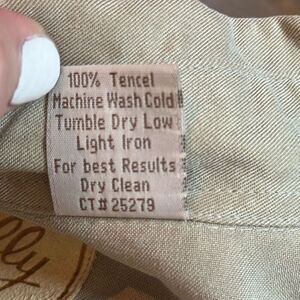 100% Tencel
Machine Wash Cold
Tumble Dry Low
Light Iron
For best Results
Dry Clean
CT# 25279